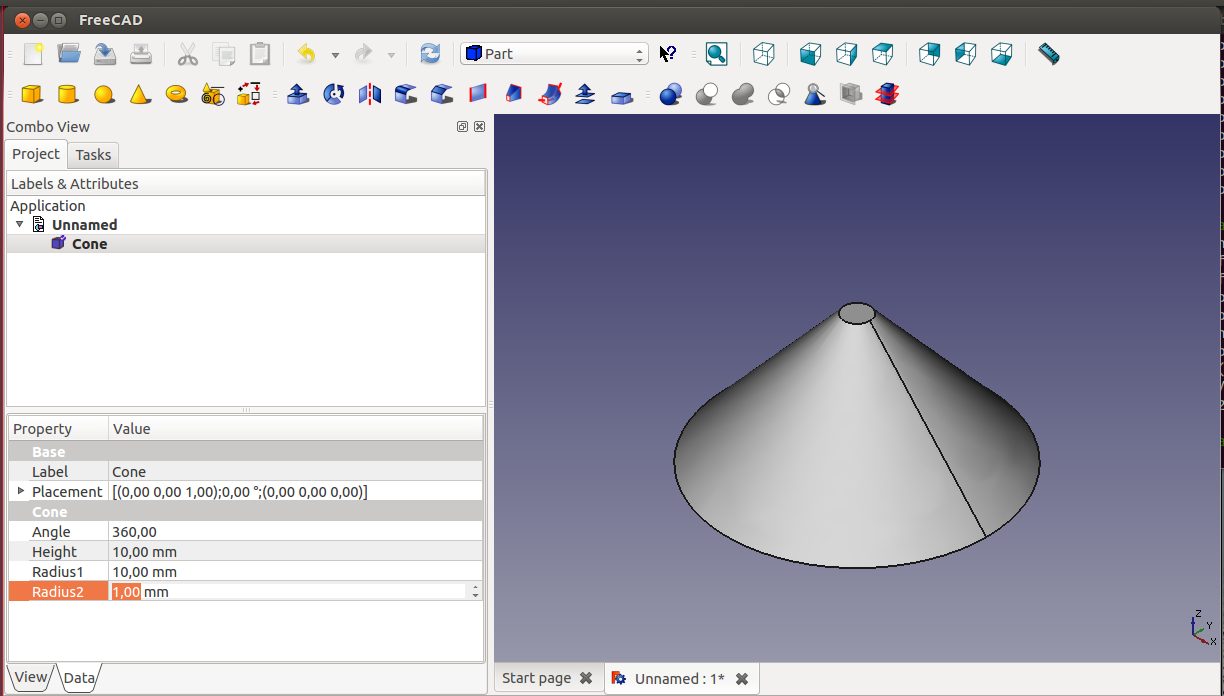 FreeCAD
Part
Combo View
Project Tasks
Labels & Attributes
Application
Unnamed
Cone
Property Value
Base
Label Cone
Placement [(0,00 0,00 1,00);0,00 °;(0,00 0,00 0,00)]
Cone
Angle 360,00
Height 10,00 mm
Radius1 10,00 mm
Radius2 1,00 mm
View Data
Z
Y
X
Start page Unnamed : 1*